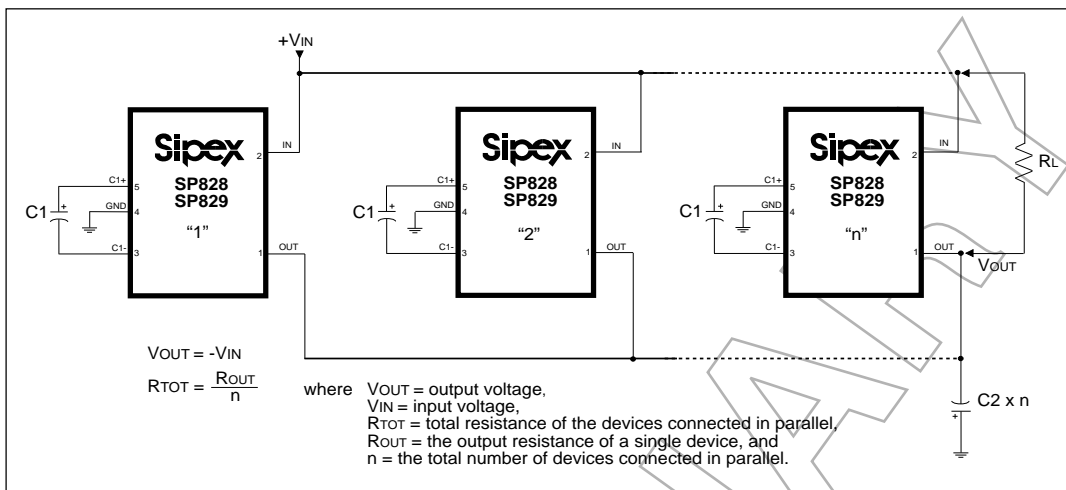 +VIN
Sipex
SP828
SP829
"1"
IN
2
C1+
5
GND
4
C1-
3
OUT
1
C1
+
Sipex
SP828
SP829
"2"
IN
2
C1+
5
GND
4
C1-
3
OUT
1
C1
+
Sipex
SP828
SP829
"n"
IN
2
C1+
5
GND
4
C1-
3
OUT
1
C1
+
RL
VOUT
C2 x n
+
VOUT = -VIN
RTOT = ROUT
n
where VOUT = output voltage,
VIN = input voltage,
RTOT = total resistance of the devices connected in parallel,
ROUT = the output resistance of a single device, and
n = the total number of devices connected in parallel.